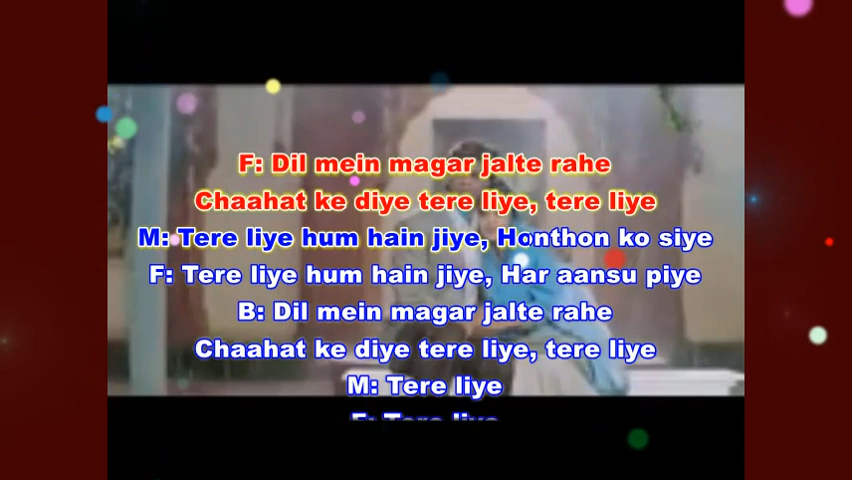 F: Dil mein magar jalte rahe
Chaahat ke diye tere liye, tere liye
M: Tere liye hum hain jiye, Honthon ko siye
F: Tere liye hum hain jiye, Har aansu piye
B: Dil mein magar jalte rahe
Chaahat ke diye tere liye, tere liye
M: Tere liye
F: Tere liye